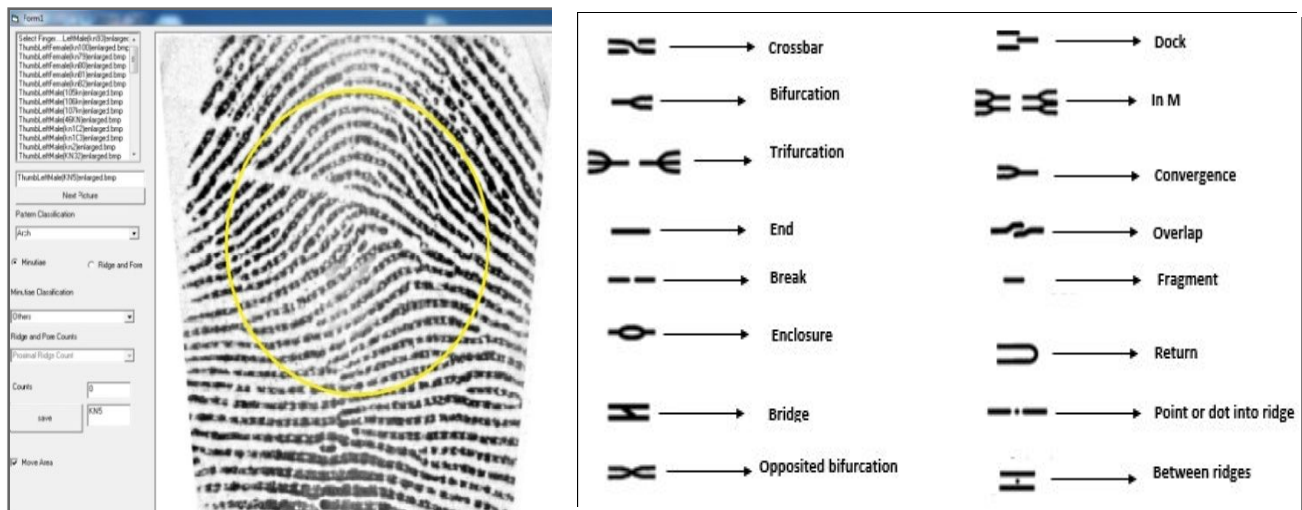 Form1
Select Finger....LeftMale(kn93)enlarged
ThumbLeftFemale(kn100)enlarged.bmp
ThumbLeftFemale(kn79)enlarged.bmp
ThumbLeftFemale(kn80)enlarged.bmp
ThumbLeftFemale(kn81)enlarged.bmp
ThumbLeftFemale(kn82)enlarged.bmp
ThumbLeftMale(105kn)enlarged.bmp
ThumbLeftMale(106kn)enlarged.bmp
ThumbLeftMale(107kn)enlarged.bmp
ThumbLeftMale(46KN)enlarged.bmp
ThumbLeftMale(kn1C2)enlarged.bmp
ThumbLeftMale(kn1C3)enlarged.bmp
ThumbLeftMale(kn2)enlarged.bmp
ThumbLeftMale(KN32)enlarged.bmp
ThumbLeftMale(KN5)enlarged.bmp
Next Picture
Pattern Classification
Arch
Minutiae
Ridge and Pore
Minutiae Classification
Others
Ridge and Pore Counts
Proximal Ridge Count
Counts
0
save
KN5
Move Area
Crossbar
Bifurcation
Trifurcation
End
Break
Enclosure
Bridge
Opposited bifurcation
Dock
In M
Convergence
Overlap
Fragment
Return
Point or dot into ridge
Between ridges